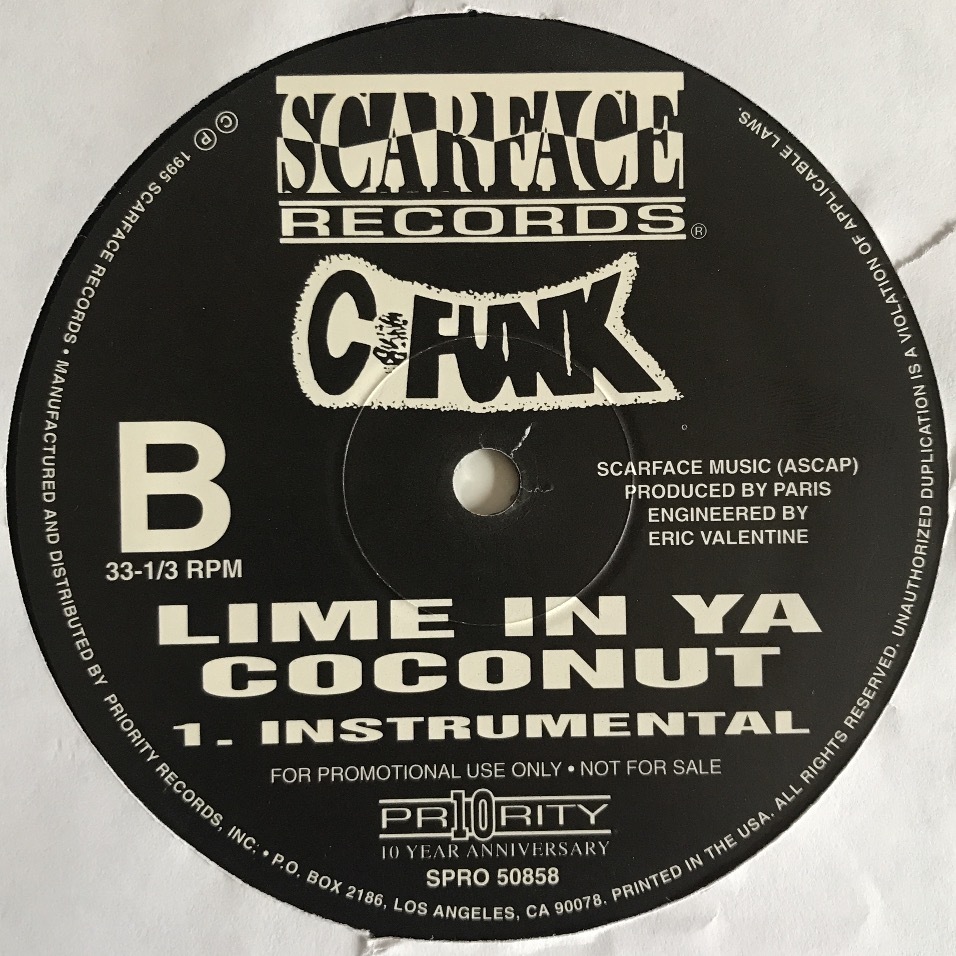 SCARFACE
RECORDS®
C FUNK
B
33-1/3 RPM
SCARFACE MUSIC (ASCAP)
PRODUCED BY PARIS
ENGINEERED BY
ERIC VALENTINE
LIME IN YA
COCONUT
1. INSTRUMENTAL
FOR PROMOTIONAL USE ONLY • NOT FOR SALE
PR10RITY
10 YEAR ANNIVERSARY
SPRO 50858
© ℗ 1995 SCARFACE RECORDS • MANUFACTURED AND DISTRIBUTED BY PRIORITY RECORDS, INC. • P.O. BOX 2186, LOS ANGELES, CA 90078. PRINTED IN THE USA. ALL RIGHTS RESERVED. UNAUTHORIZED DUPLICATION IS A VIOLATION OF APPLICABLE LAWS.